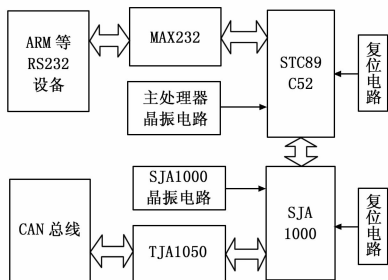 ARM 等
RS232
设备
MAX232
STC89
C52
复位电路
主处理器
晶振电路
SJA1000
晶振电路
SJA
1000
复位电路
CAN 总线
TJA1050